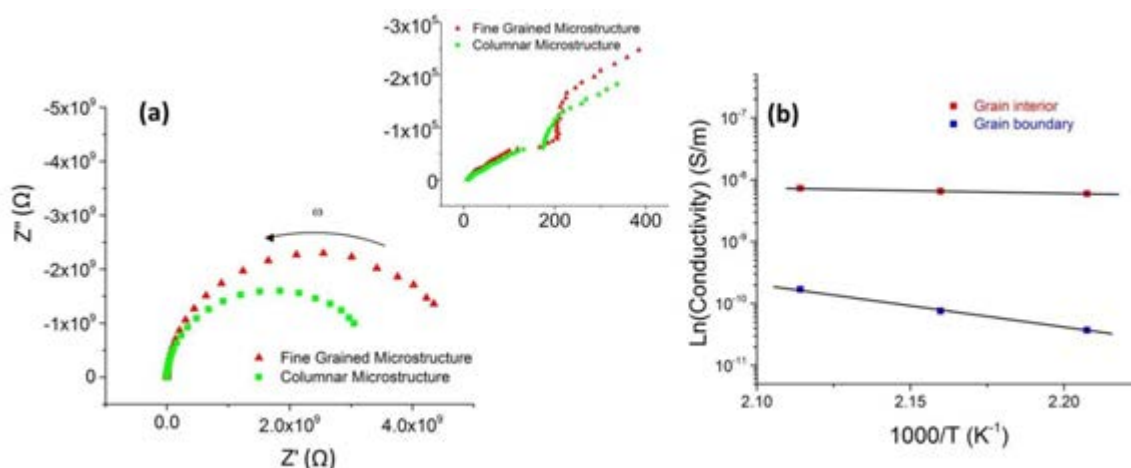 (a)
-5x10⁹
-4x10⁹
-3x10⁹
-2x10⁹
-1x10⁹
0
Z" (Ω)
0.0
2.0x10⁹
4.0x10⁹
Z' (Ω)
ω
Fine Grained Microstructure
Columnar Microstructure
-3x10⁵
-2x10⁵
-1x10⁵
0
0
200
400
Fine Grained Microstructure
Columnar Microstructure
(b)
Grain interior
Grain boundary
Ln(Conductivity) (S/m)
10⁻⁷
10⁻⁸
10⁻⁹
10⁻¹⁰
10⁻¹¹
2.10
2.15
2.20
1000/T (K⁻¹)